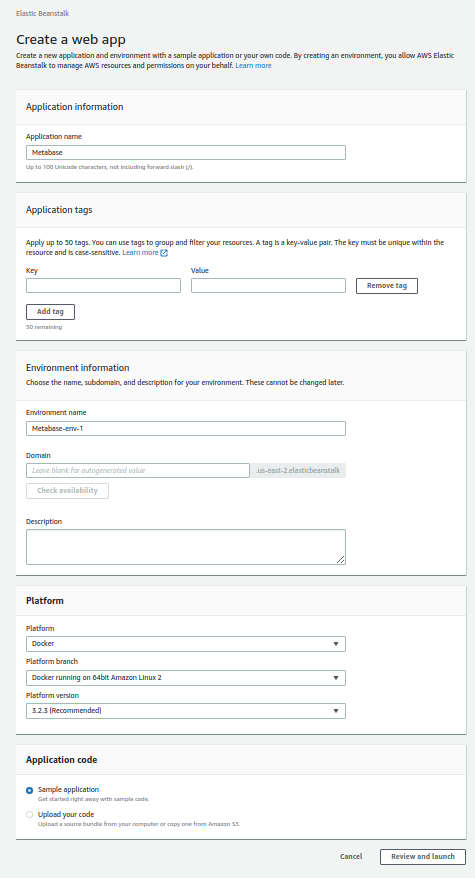 Elastic Beanstalk
Create a web app
Create a new application and environment with a sample application or your own code. By creating an environment, you allow AWS Elastic
Beanstalk to manage AWS resources and permissions on your behalf. Learn more
Application information
Application name
Metabase
Up to 100 Unicode characters, not including forward slash (/).
Application tags
Apply up to 50 tags. You can use tags to group and filter your resources. A tag is a key-value pair. The key must be unique within the
resource and is case-sensitive. Learn more
Key Value
Remove tag
Add tag
50 remaining
Environment information
Choose the name, subdomain, and description for your environment. These cannot be changed later.
Environment name
Metabase-env-1
Domain
Leave blank for autogenerated value .us-east-2.elasticbeanstalk
Check availability
Description
Platform
Platform
Docker
Platform branch
Docker running on 64bit Amazon Linux 2
Platform version
3.2.3 (Recommended)
Application code
Sample application
Get started right away with sample code.
Upload your code
Upload a source bundle from your computer or copy one from Amazon S3.
Cancel Review and launch